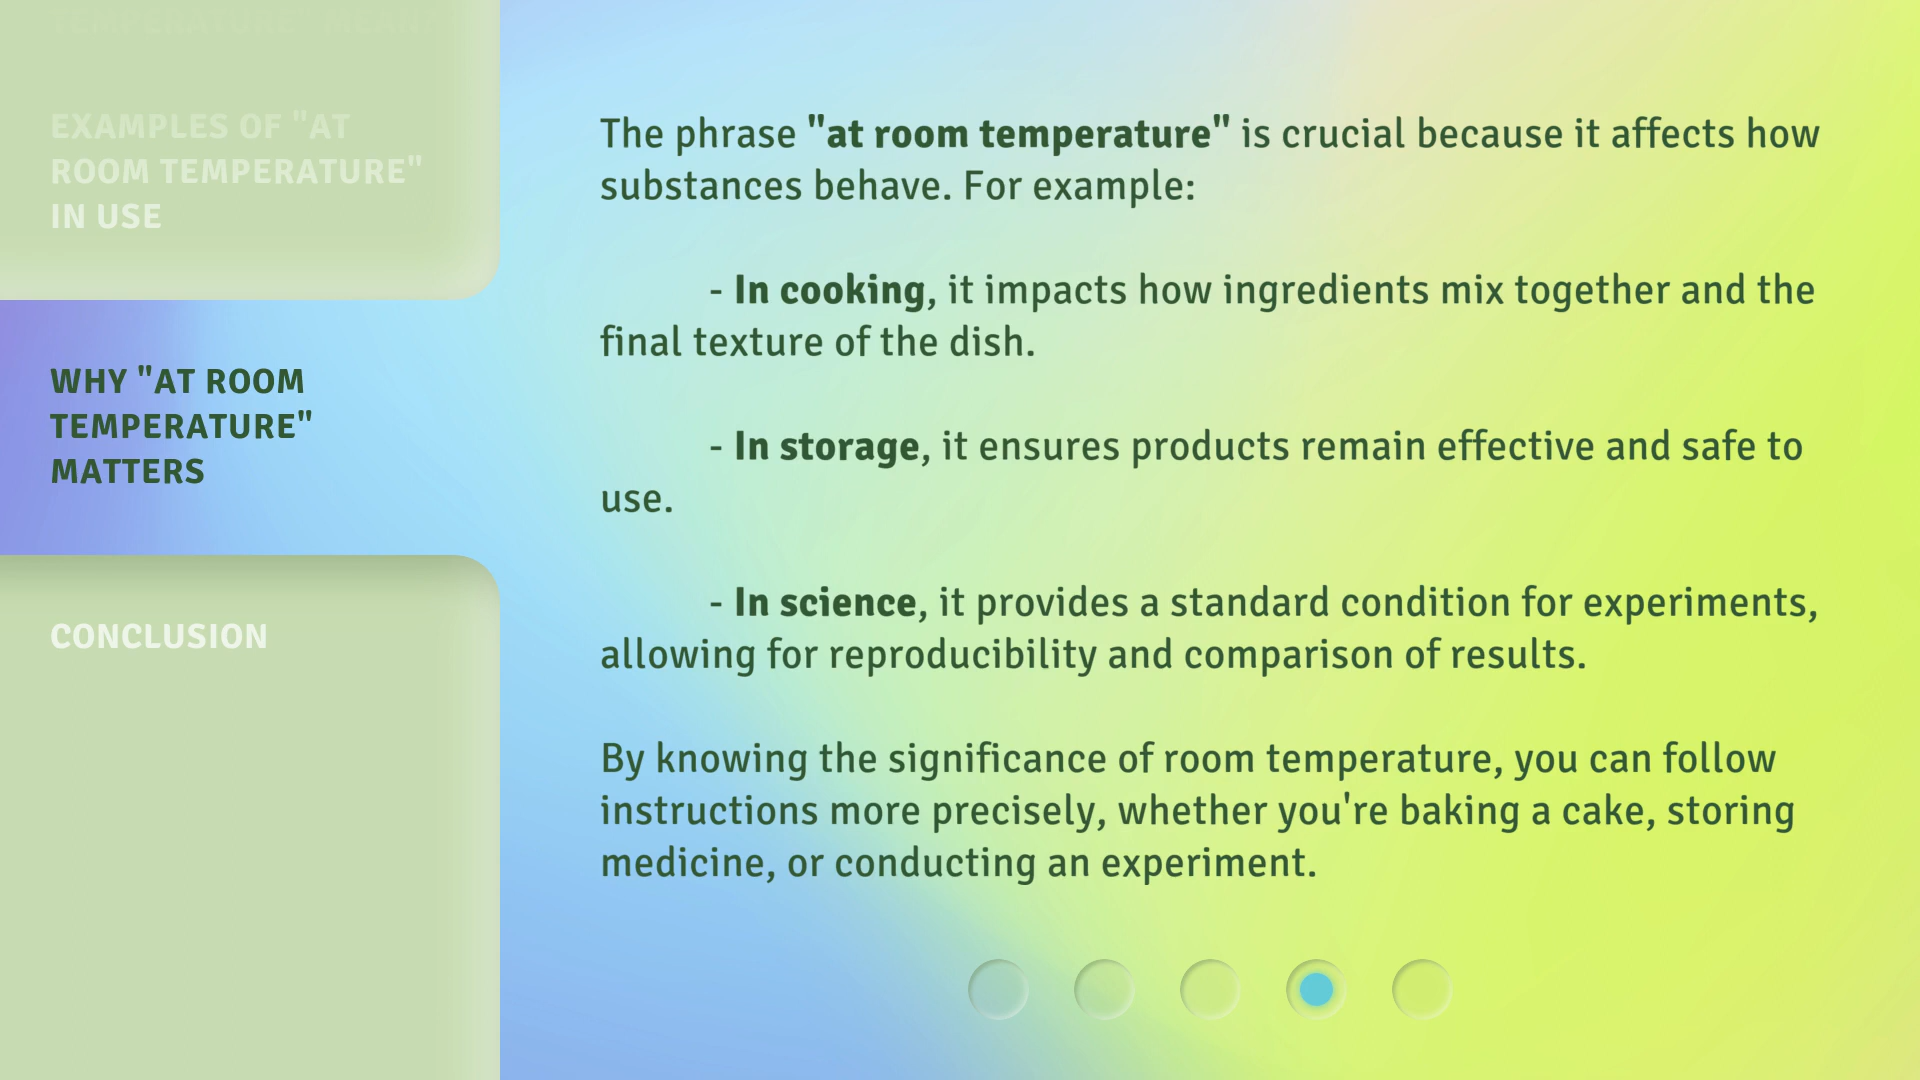 TEMPERATURE" MEAN
EXAMPLES OF "AT
ROOM TEMPERATURE"
IN USE
WHY "AT ROOM
TEMPERATURE"
MATTERS
CONCLUSION
The phrase "at room temperature" is crucial because it affects how
substances behave. For example:
- In cooking, it impacts how ingredients mix together and the
final texture of the dish.
- In storage, it ensures products remain effective and safe to
use.
- In science, it provides a standard condition for experiments,
allowing for reproducibility and comparison of results.
By knowing the significance of room temperature, you can follow
instructions more precisely, whether you're baking a cake, storing
medicine, or conducting an experiment.